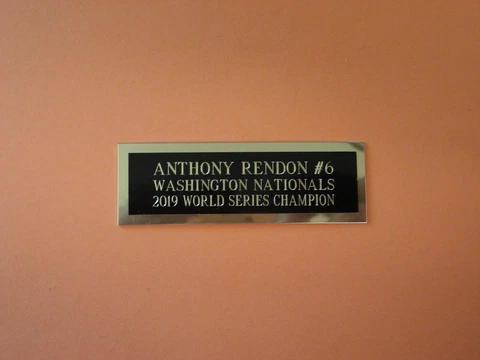 ANTHONY RENDON #6
WASHINGTON NATIONALS
2019 WORLD SERIES CHAMPION